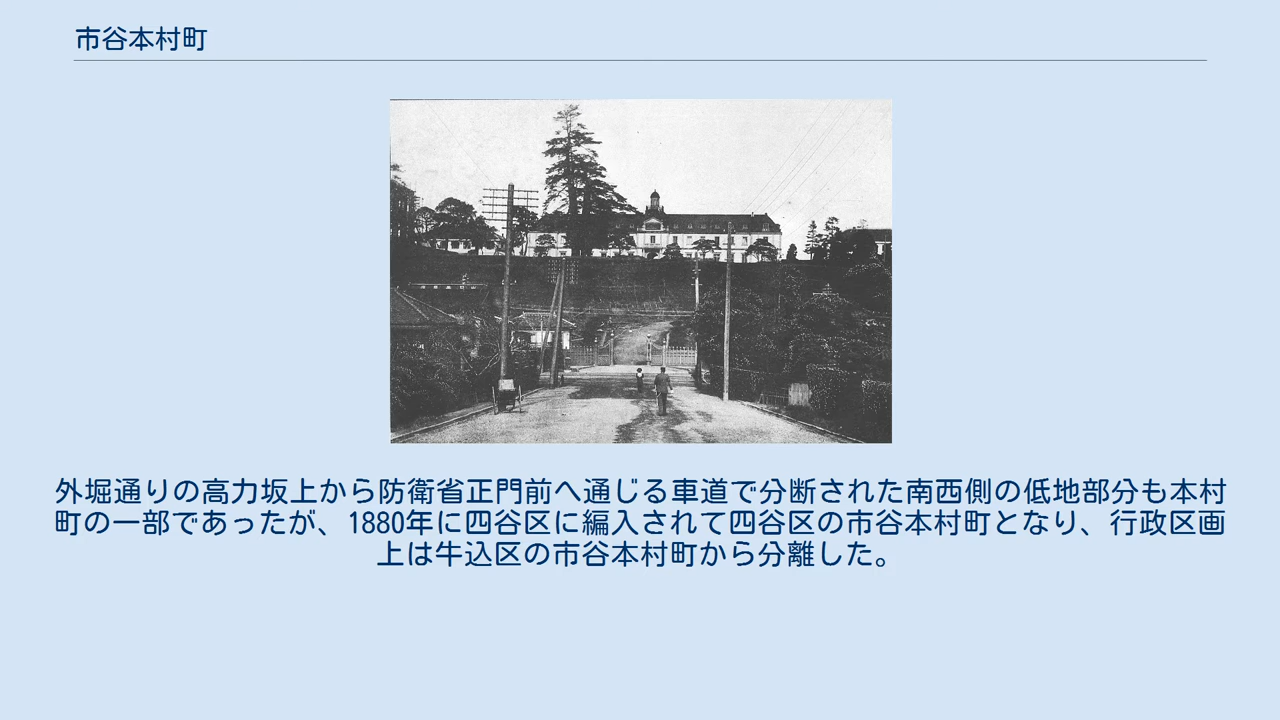 市谷本村町
外堀通りの高力坂上から防衛省正門前へ通じる車道で分断された南西側の低地部分も本村
町の一部であったが、1880年に四谷区に編入されて四谷区の市谷本村町となり、行政区画
上は牛込区の市谷本村町から分離した。